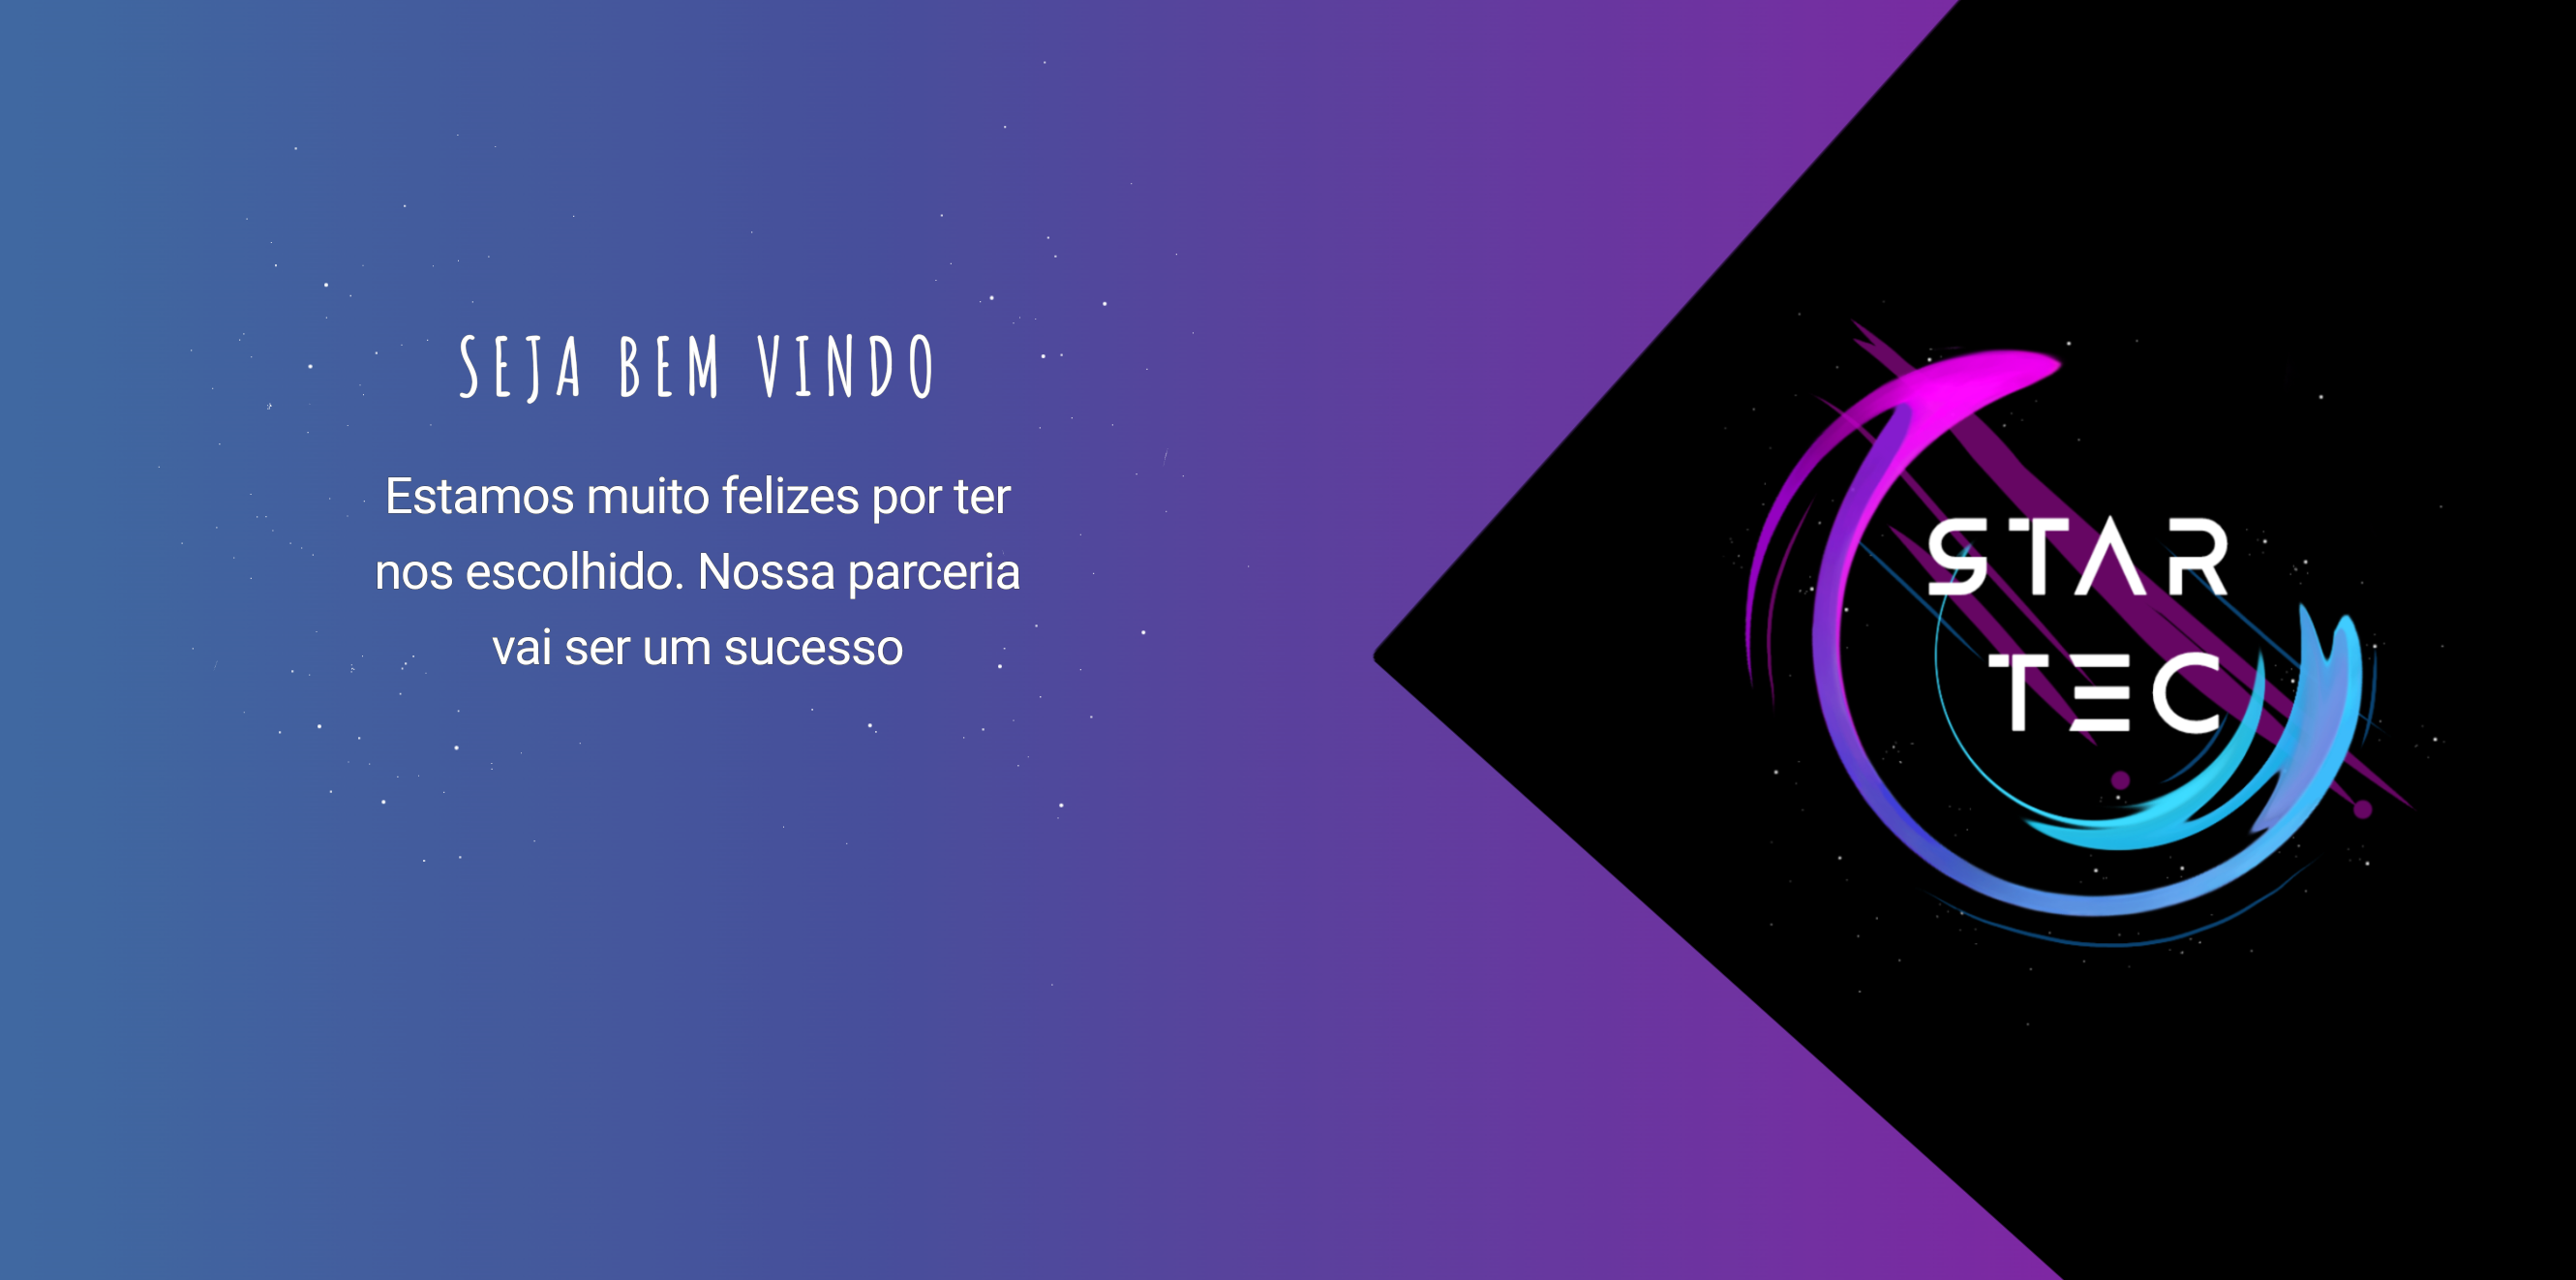 SEJA BEM VINDO
Estamos muito felizes por ter
nos escolhido. Nossa parceria
vai ser um sucesso
STAR
TEC